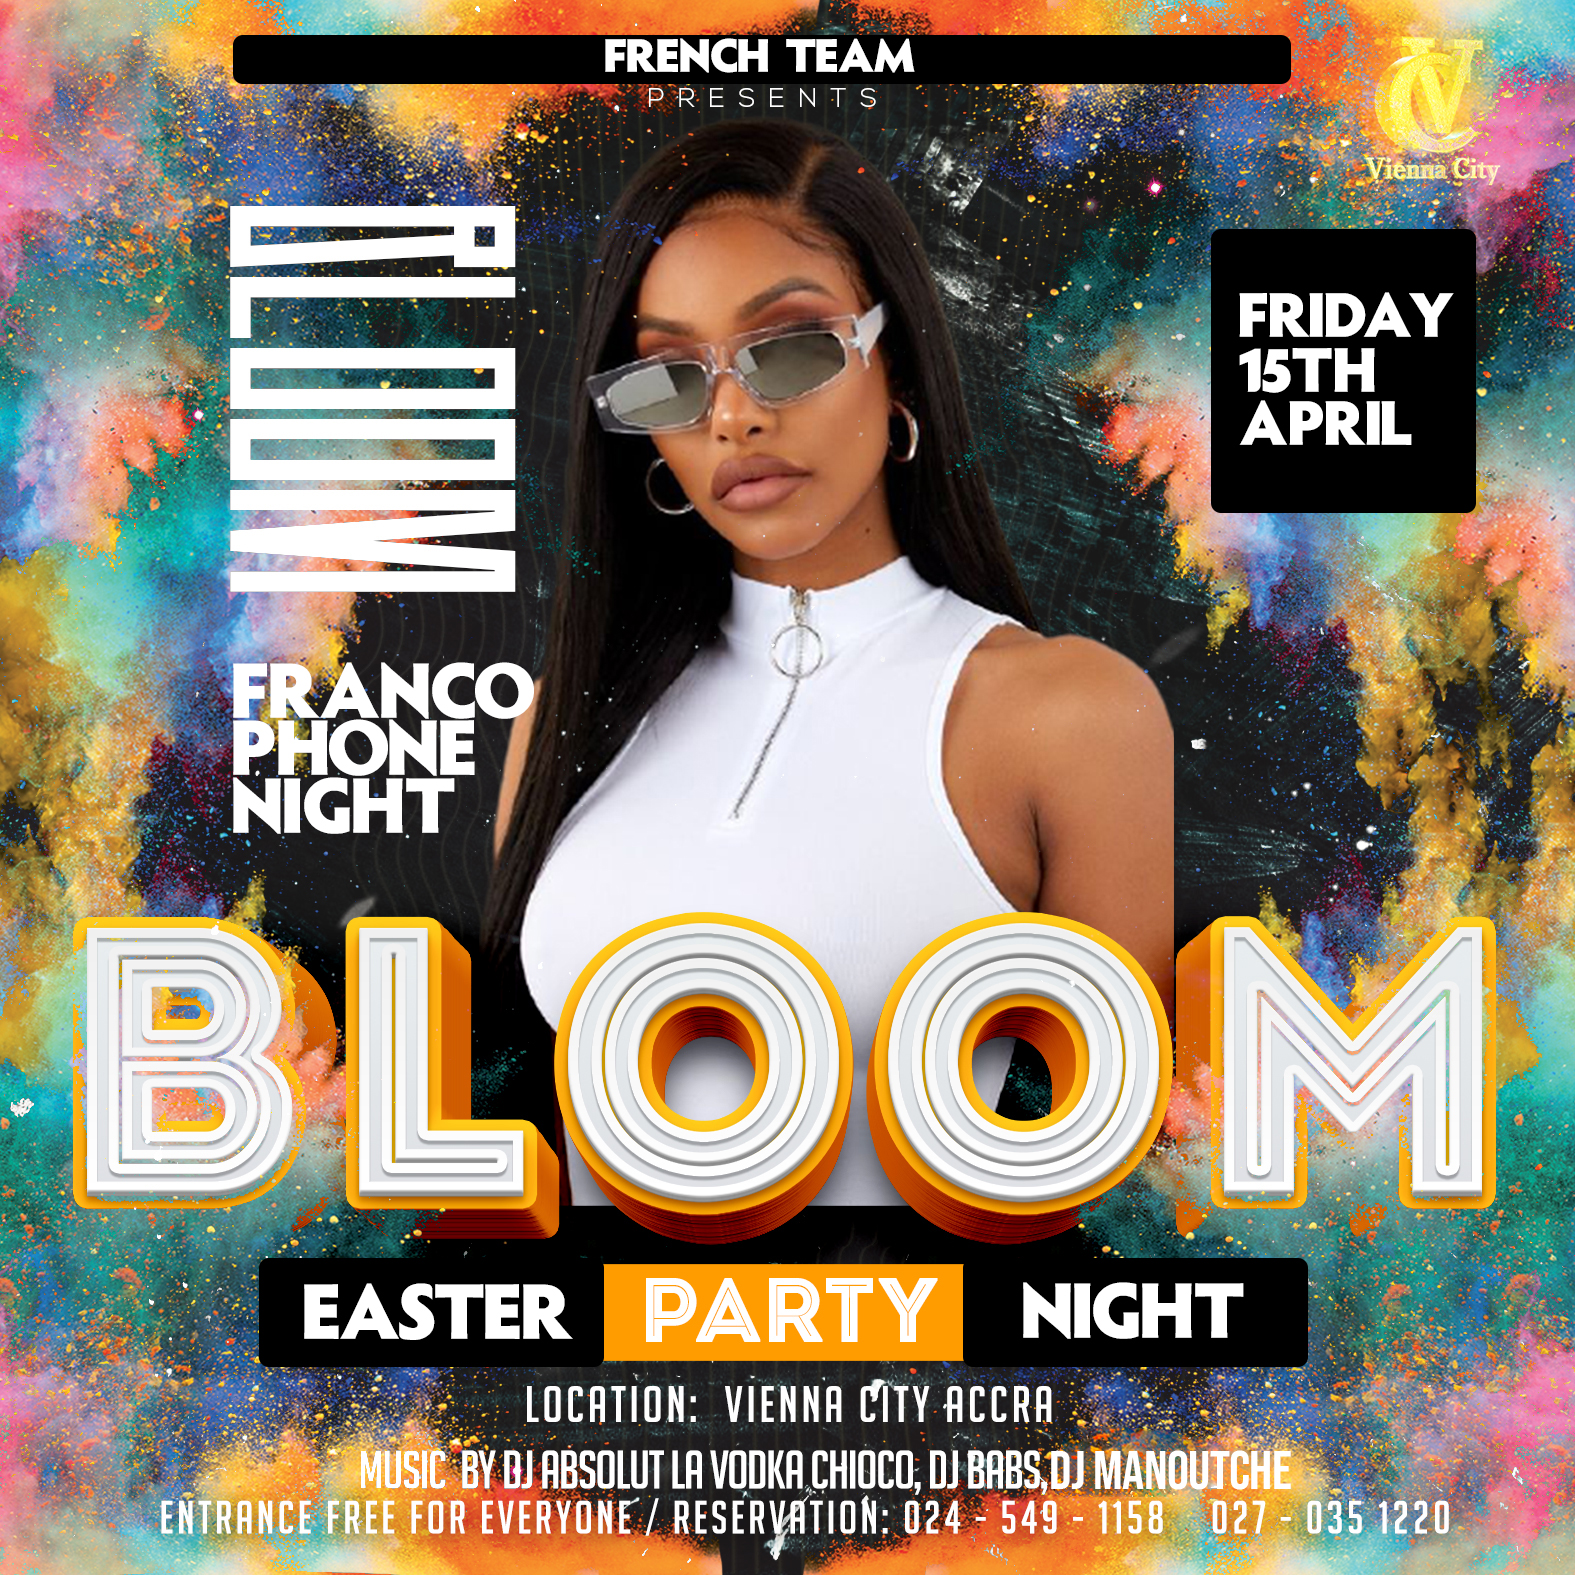 FRENCH TEAM
PRESENTS
Vienna City
BLOOM
FRIDAY
15TH
APRIL
FRANCO
PHONE
NIGHT
BLOOM
EASTER PARTY NIGHT
LOCATION: VIENNA CITY ACCRA
MUSIC BY DJ ABSOLUT LA VODKA CHIOCO, DJ BABS,DJ MANOUTCHE
ENTRANCE FREE FOR EVERYONE / RESERVATION: 024 - 549 - 1158 027 - 035 1220